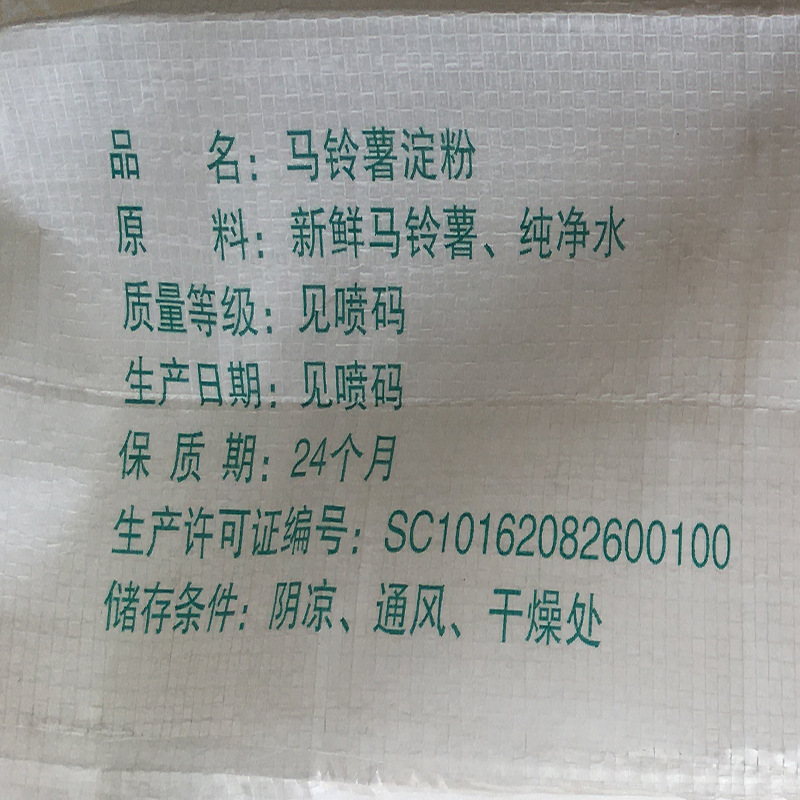 品 名：马铃薯淀粉
原 料：新鲜马铃薯、纯净水
质量等级：见喷码
生产日期：见喷码
保 质 期：24个月
生产许可证编号：SC10162082600100
储存条件：阴凉、通风、干燥处